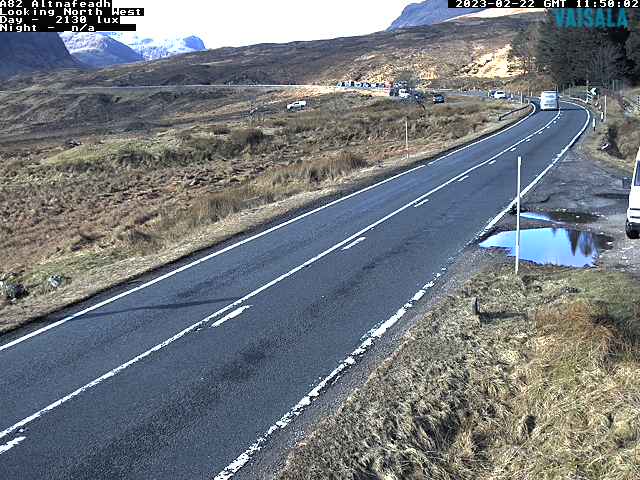 A82 Altnafeadh
Looking North West
Day - -2130 lux
Night - n/a
2023-02-22 GMT 11:50:02
VAISALA